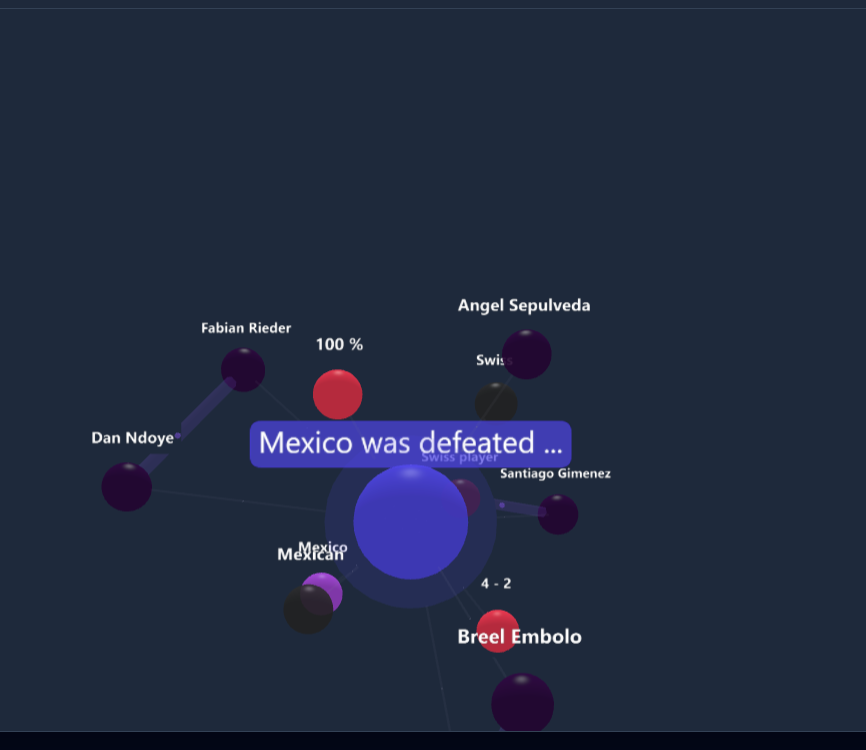 Angel Sepulveda
Fabian Rieder
100 %
Swiss
Dan Ndoye
Mexico was defeated ...
Swiss player
Santiago Gimenez
Mexico
Mexican
4 - 2
Breel Embolo